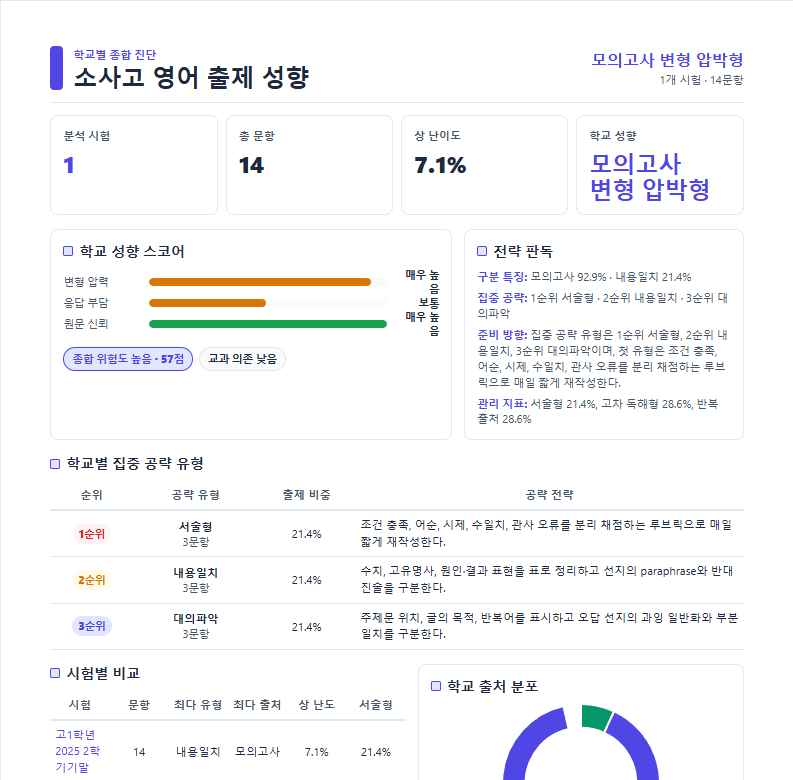 학교별 종합 진단
소사고 영어 출제 성향
모의고사 변형 압박형
1개 시험 · 14문항
분석 시험
1
총 문항
14
상 난이도
7.1%
학교 성향
모의고사
변형 압박형
학교 성향 스코어
변형 압력
매우 높
음
응답 부담
보통
원문 신뢰
매우 높
음
종합 위험도 높음 · 57점
교과 의존 낮음
전략 판독
구분 특징: 모의고사 92.9% · 내용일치 21.4%
집중 공략: 1순위 서술형 · 2순위 내용일치 · 3순위 대
의파악
준비 방향: 집중 공략 유형은 1순위 서술형, 2순위 내
용일치, 3순위 대의파악이며, 첫 유형은 조건 충족,
어순, 시제, 수일치, 관사 오류를 분리 채점하는 루브
릭으로 매일 짧게 재작성한다.
관리 지표: 서술형 21.4%, 고차 독해형 28.6%, 반복
출처 28.6%
학교별 집중 공략 유형
순위 공략 유형 출제 비중 공략 전략
1순위
서술형
3문항
21.4%
조건 충족, 어순, 시제, 수일치, 관사 오류를 분리 채점하는 루브릭으로 매일
짧게 재작성한다.
2순위
내용일치
3문항
21.4%
수치, 고유명사, 원인·결과 표현을 표로 정리하고 선지의 paraphrase와 반대
진술을 구분한다.
3순위
대의파악
3문항
21.4%
주제문 위치, 글의 목적, 반복어를 표시하고 오답 선지의 과잉 일반화와 부분
일치를 구분한다.
시험별 비교
시험 문항 최다 유형 최다 출처 상 난도 서술형
고1학년
2025 2학
기기말
14 내용일치 모의고사 7.1% 21.4%
학교 출처 분포